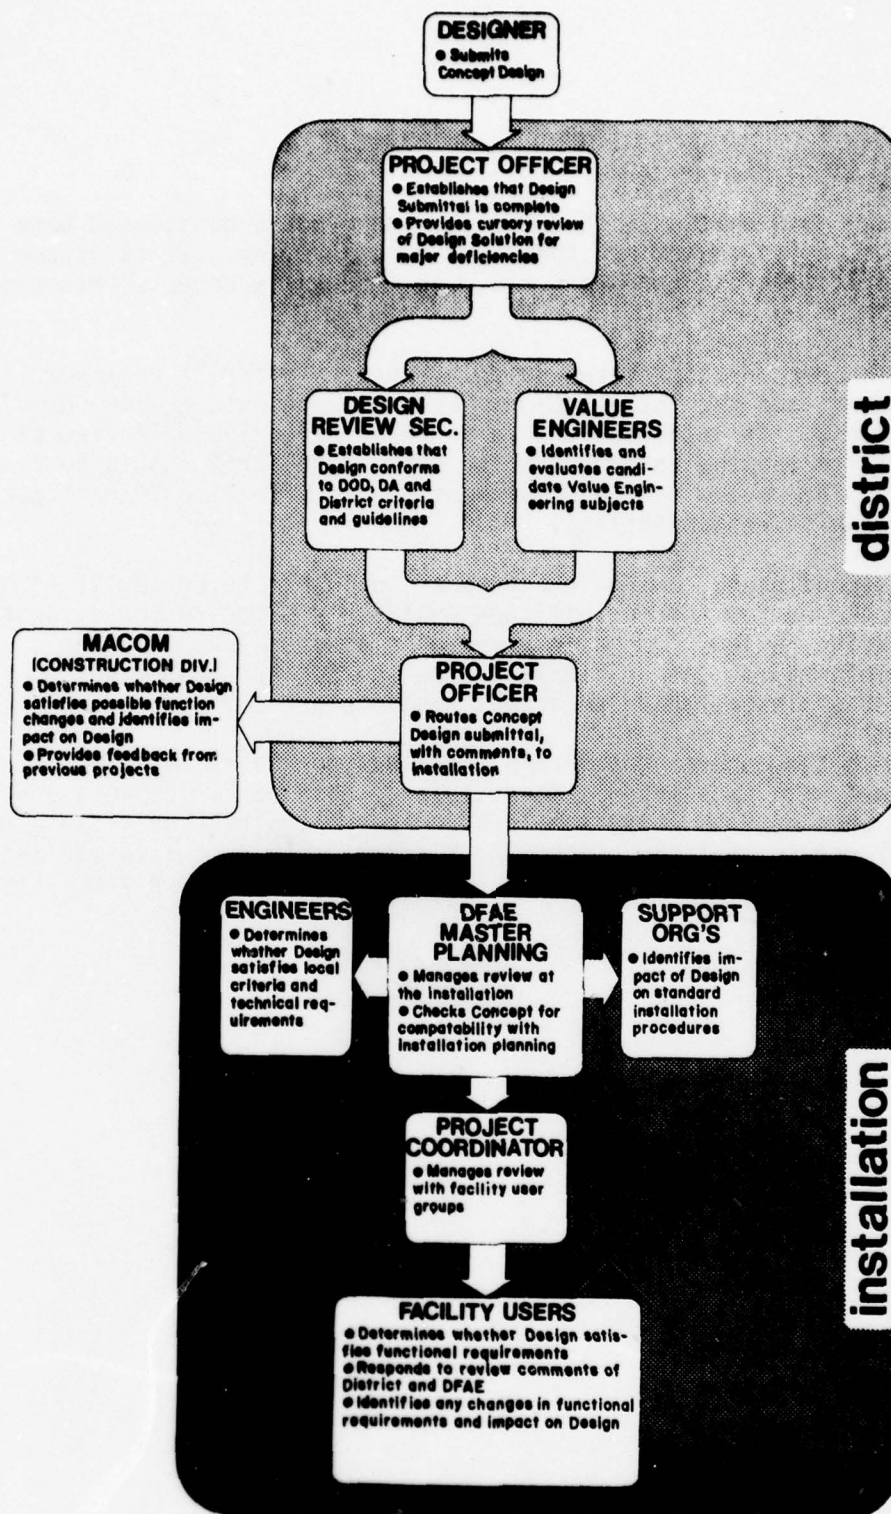 DESIGNER
● Submits
Concept Design
PROJECT OFFICER
● Establishes that Design
Submittal is complete
● Provides cursory review
of Design Solution for
major deficiencies
DESIGN
REVIEW SEC.
● Establishes that
Design conforms
to DOD, DA and
District criteria
and guidelines
VALUE
ENGINEERS
● Identifies and
evaluates candi-
date Value Engin-
eering subjects
district
MACOM
(CONSTRUCTION DIV.)
● Determines whether Design
satisfies possible function
changes and identifies im-
pact on Design
● Provides feedback from
previous projects
PROJECT
OFFICER
● Routes Concept
Design submittal,
with comments, to
installation
ENGINEERS
● Determines
whether Design
satisfies local
criteria and
technical req-
uirements
DFAE
MASTER
PLANNING
● Manages review at
the installation
● Checks Concept for
compatability with
installation planning
SUPPORT
ORG'S
● Identifies im-
pact of Design
on standard
installation
procedures
PROJECT
COORDINATOR
● Manages review
with facility user
groups
installation
FACILITY USERS
● Determines whether Design satis-
fies functional requirements
● Responds to review comments of
District and DFAE
● Identifies any changes in functional
requirements and impact on Design